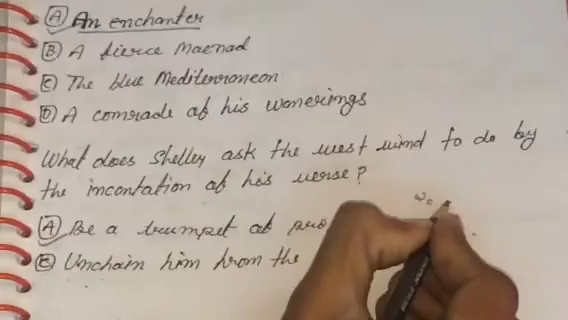 (A) An enchanter
(B) A fierce Maenad
(C) The blue Mediterranean
(D) A comrade of his wonerings
What does Shelley ask the west wind to do by
the incantation of his verse?
(A) Be a trumpet of
(B) Unchain him from the